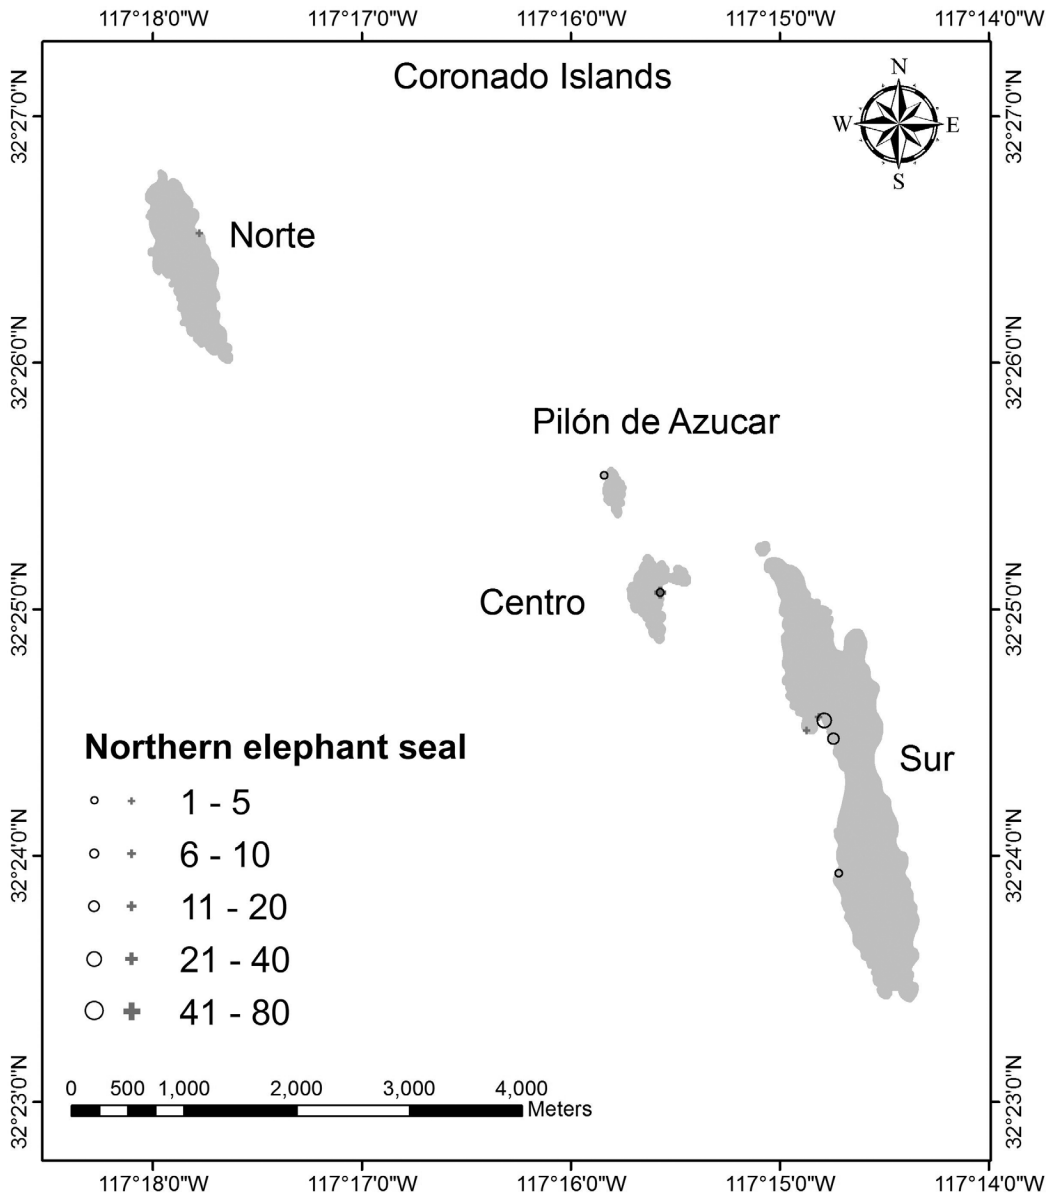 117°18'0"W 117°17'0"W 117°16'0"W 117°15'0"W 117°14'0"W
Coronado Islands
N
W E
S
32°27'0"N 32°27'0"N
Norte
32°26'0"N 32°26'0"N
Pilón de Azucar
32°25'0"N 32°25'0"N
Centro
Sur
Northern elephant seal
1 - 5
6 - 10
32°24'0"N 32°24'0"N
11 - 20
21 - 40
41 - 80
0 500 1,000 2,000 3,000 4,000
Meters
32°23'0"N 32°23'0"N
117°18'0"W 117°17'0"W 117°16'0"W 117°15'0"W 117°14'0"W